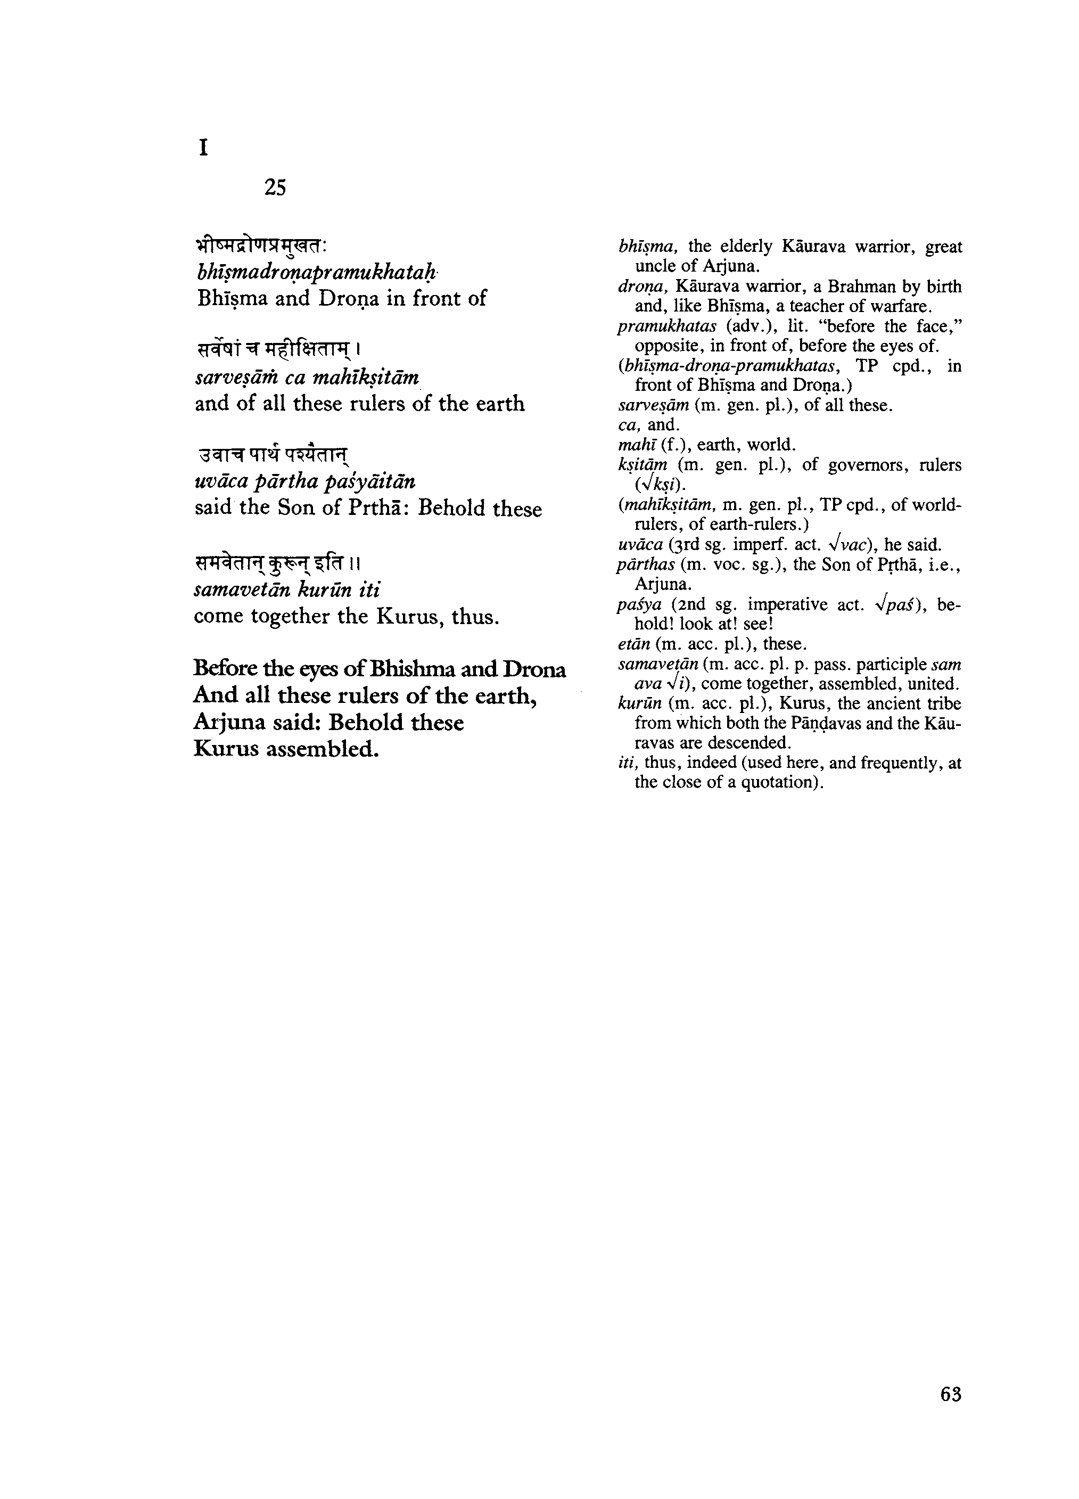 I
25
भीष्मद्रोणप्रमुखतः
bhīṣmadroṇapramukhataḥ
Bhīṣma and Droṇa in front of
सर्वेषां च महीक्षिताम् ।
sarveṣāṁ ca mahīkṣitām
and of all these rulers of the earth
उवाच पार्थ पश्यैतान्
uvāca pārtha paśyāitān
said the Son of Prthā: Behold these
समवेतान् कुरून् इति ॥
samavetān kurūn iti
come together the Kurus, thus.
Before the eyes of Bhishma and Drona
And all these rulers of the earth,
Arjuna said: Behold these
Kurus assembled.
bhīṣma, the elderly Kāurava warrior, great
uncle of Arjuna.
droṇa, Kāurava warrior, a Brahman by birth
and, like Bhīṣma, a teacher of warfare.
pramukhatas (adv.), lit. “before the face,”
opposite, in front of, before the eyes of.
(bhīṣma-droṇa-pramukhatas, TP cpd., in
front of Bhīṣma and Droṇa.)
sarveṣām (m. gen. pl.), of all these.
ca, and.
mahī (f.), earth, world.
kṣitām (m. gen. pl.), of governors, rulers
(√kṣi).
(mahīkṣitām, m. gen. pl., TP cpd., of world-
rulers, of earth-rulers.)
uvāca (3rd sg. imperf. act. √vac), he said.
pārthas (m. voc. sg.), the Son of Pṛthā, i.e.,
Arjuna.
paśya (2nd sg. imperative act. √paś), be-
hold! look at! see!
etān (m. acc. pl.), these.
samavetān (m. acc. pl. p. pass. participle sam
ava √i), come together, assembled, united.
kurūn (m. acc. pl.), Kurus, the ancient tribe
from which both the Pāṇḍavas and the Kāu-
ravas are descended.
iti, thus, indeed (used here, and frequently, at
the close of a quotation).
63